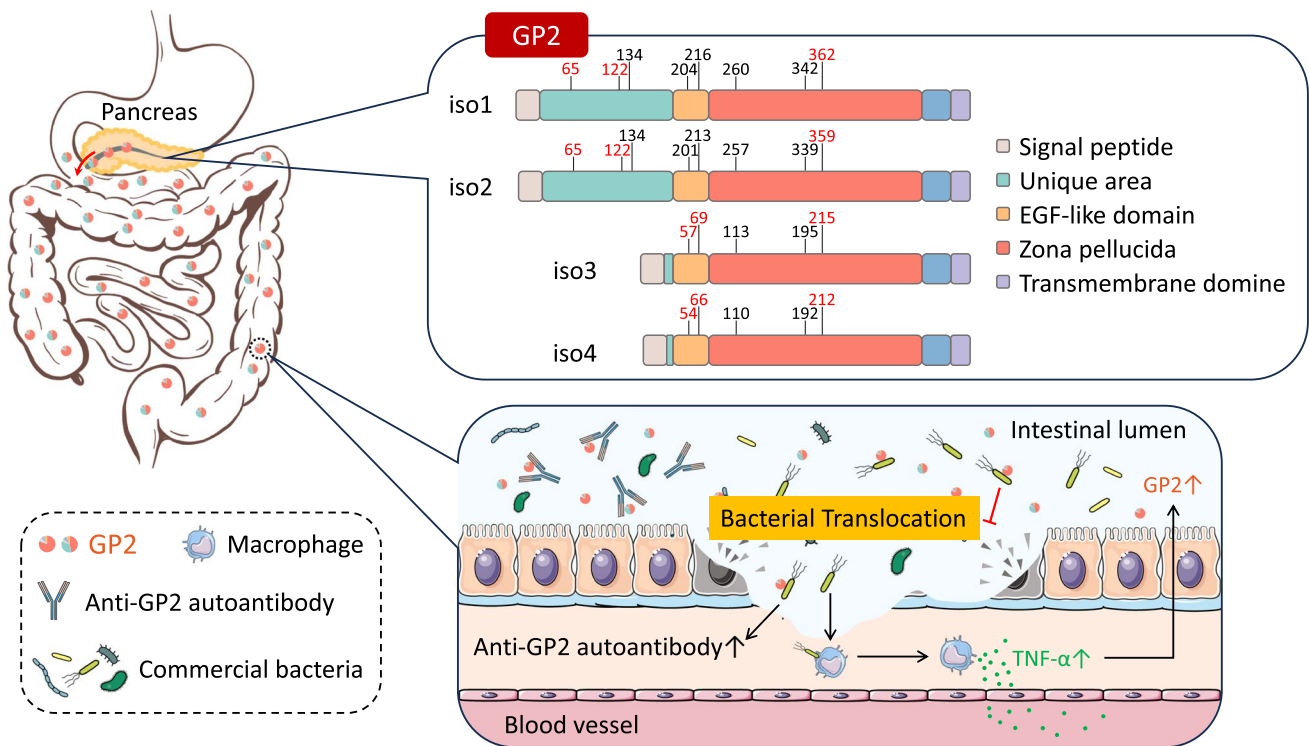 Pancreas
GP2
iso1
65 122 134 204 216 260 342 362
iso2
65 122 134 201 213 257 339 359
iso3
57 69 113 195 215
iso4
54 66 110 192 212
Signal peptide
Unique area
EGF-like domain
Zona pellucida
Transmembrane domine
GP2
Macrophage
Anti-GP2 autoantibody
Commercial bacteria
Intestinal lumen
GP2↑
Bacterial Translocation
Anti-GP2 autoantibody↑
TNF-α↑
Blood vessel